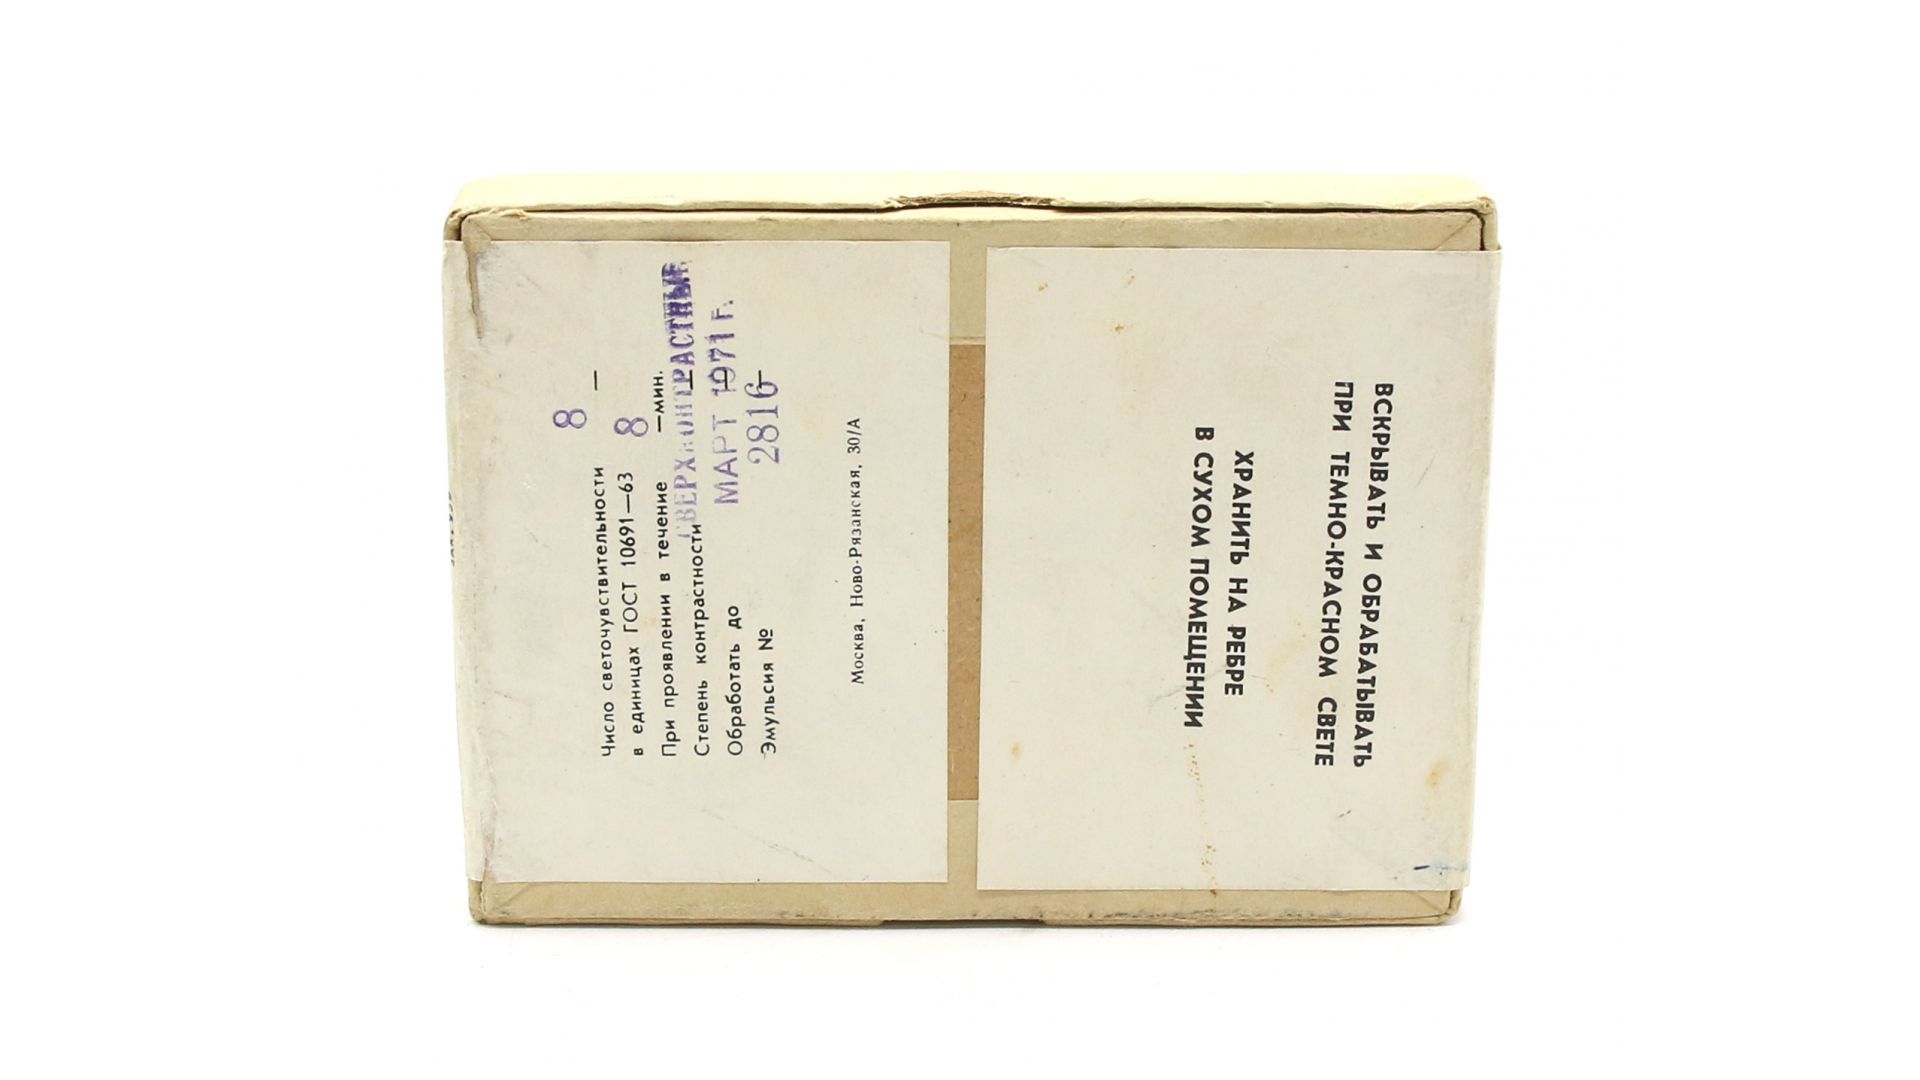 Число светочувствительности 8
в единицах ГОСТ 10691—63 8 —
При проявлении в течение —мин.
Степень контрастности СВЕРХКОНТРАСТНЫЕ
Обработать до МАРТ 1971 г.
Эмульсия № 2816
Москва, Ново-Рязанская, 30/А
ВСКРЫВАТЬ И ОБРАБАТЫВАТЬ
ПРИ ТЕМНО-КРАСНОМ СВЕТЕ
ХРАНИТЬ НА РЕБРЕ
В СУХОМ ПОМЕЩЕНИИ